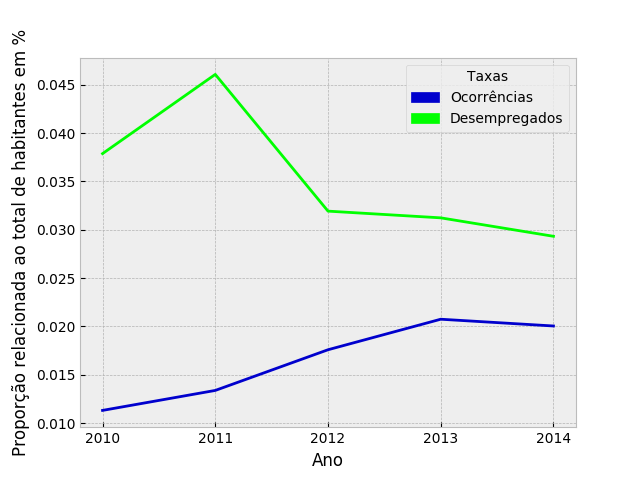 Proporção relacionada ao total de habitantes em %
0.045
0.040
0.035
0.030
0.025
0.020
0.015
0.010
Taxas
Ocorrências
Desempregados
2010 2011 2012 2013 2014
Ano